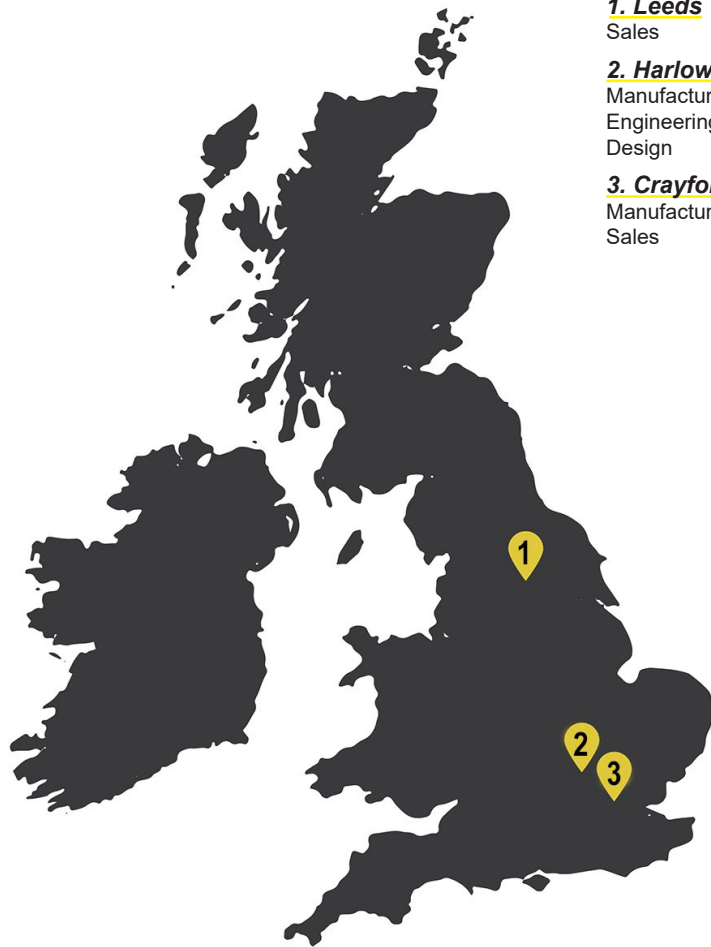 1. Leeds
Sales
2. Harlow
Manufactur
Engineering
Design
3. Crayfo
Manufactur
Sales
1
2
3